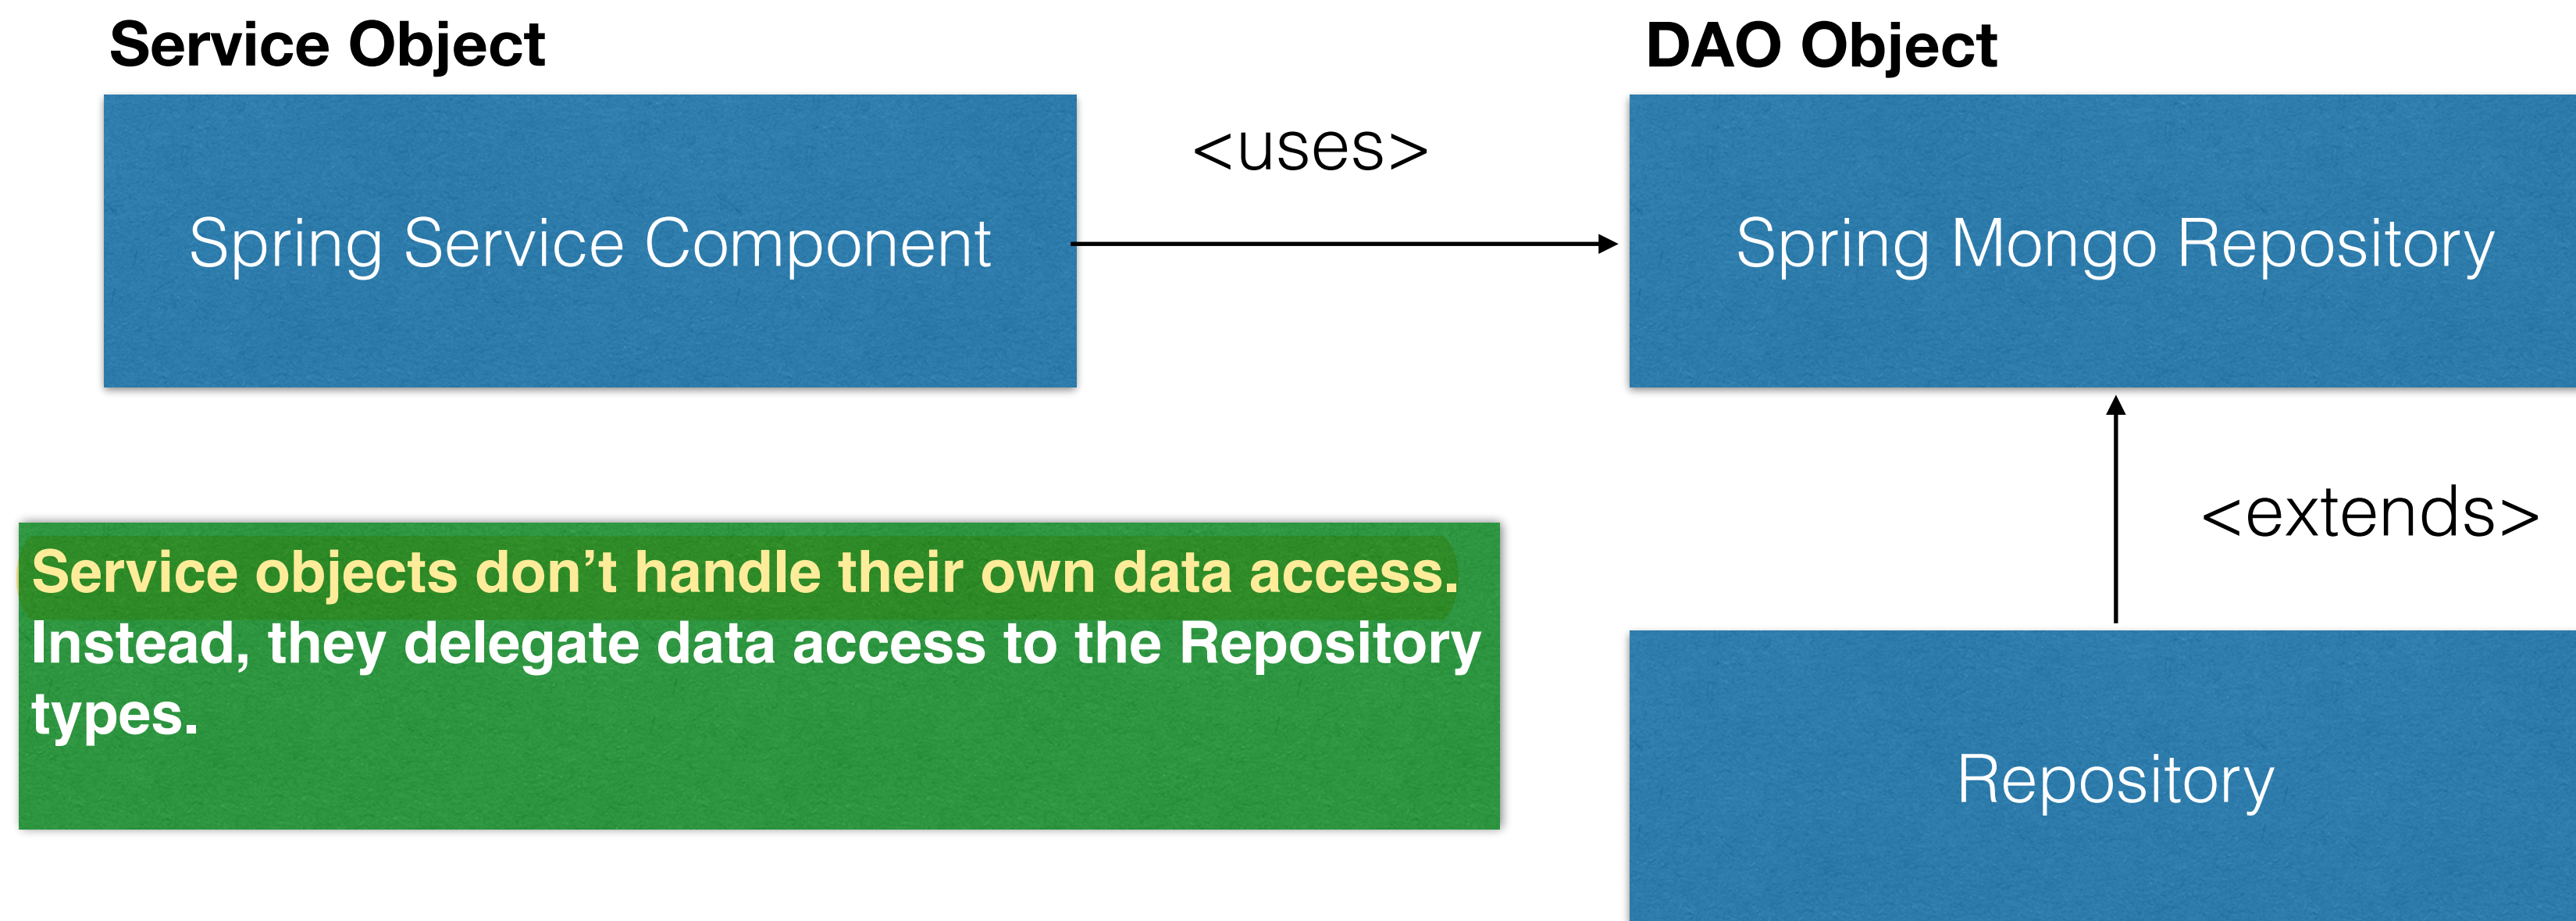 Service Object
DAO Object
<uses>
Spring Service Component
Spring Mongo Repository
<extends>
Service objects don’t handle their own data access.
Instead, they delegate data access to the Repository
types.
Repository